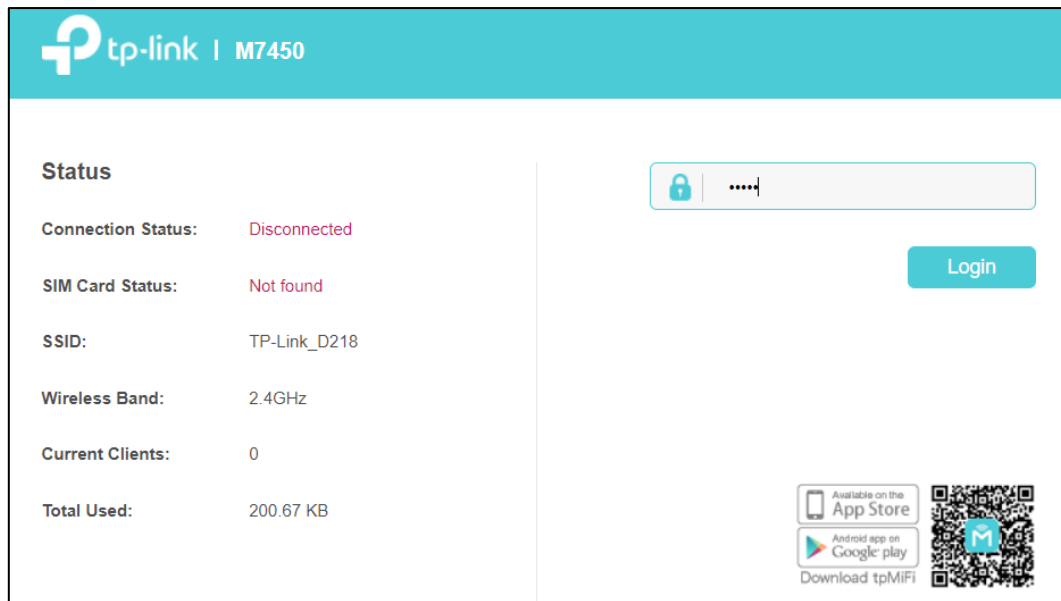 tp-link | M7450
Status
Connection Status: Disconnected
SIM Card Status: Not found
SSID: TP-Link_D218
Wireless Band: 2.4GHz
Current Clients: 0
Total Used: 200.67 KB
•••••
Login
Available on the
App Store
Android app on
Google play
Download tpMiFi
M